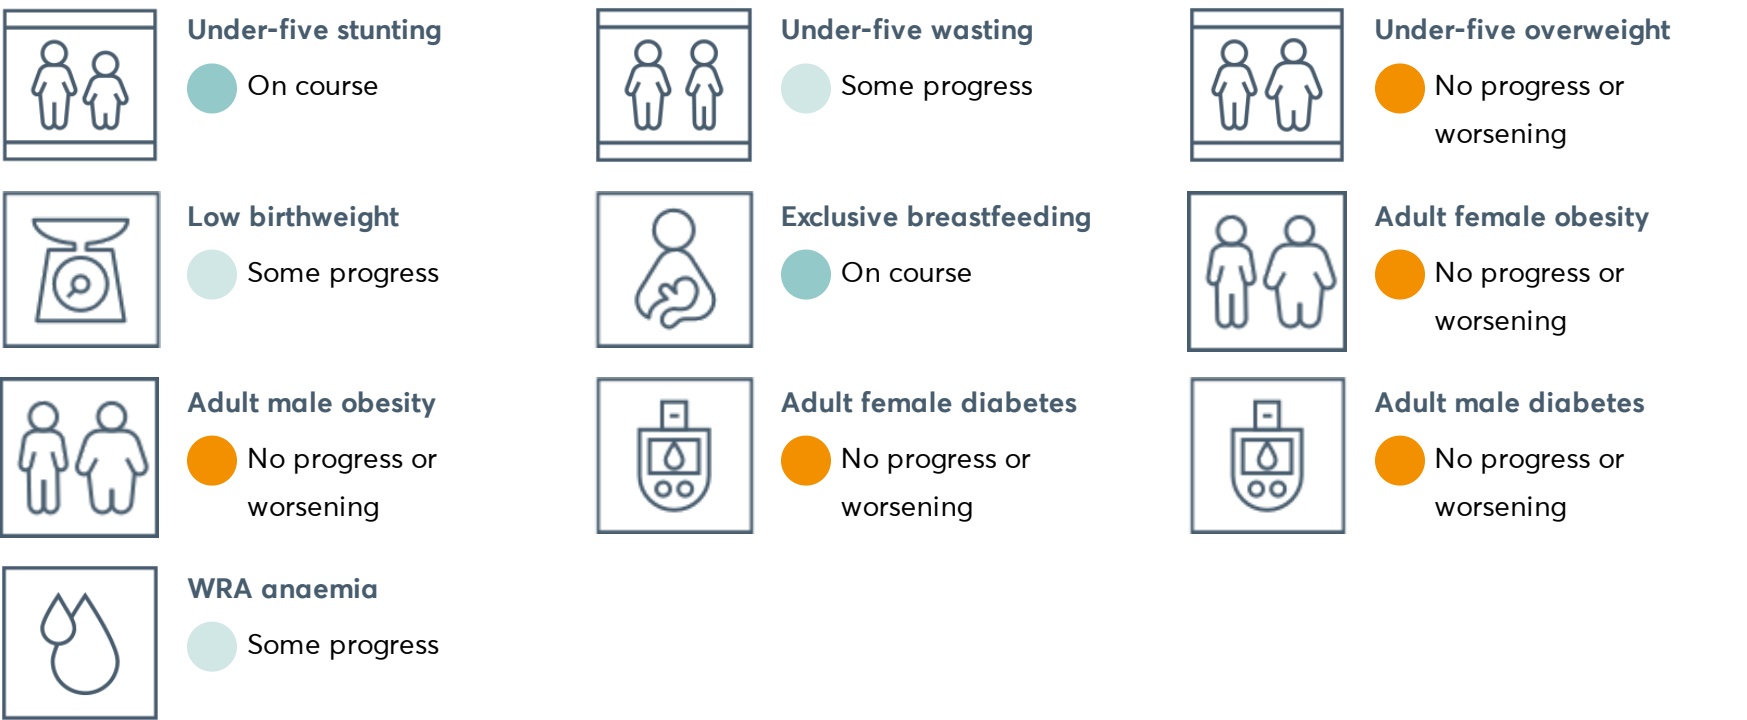 Under-five stunting
On course
Under-five wasting
Some progress
Under-five overweight
No progress or
worsening
Low birthweight
Some progress
Exclusive breastfeeding
On course
Adult female obesity
No progress or
worsening
Adult male obesity
No progress or
worsening
Adult female diabetes
No progress or
worsening
Adult male diabetes
No progress or
worsening
WRA anaemia
Some progress